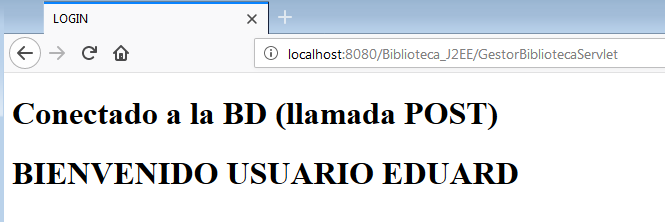 LOGIN
localhost:8080/Biblioteca_J2EE/GestorBibliotecaServlet
Conectado a la BD (llamada POST)
BIENVENIDO USUARIO EDUARD